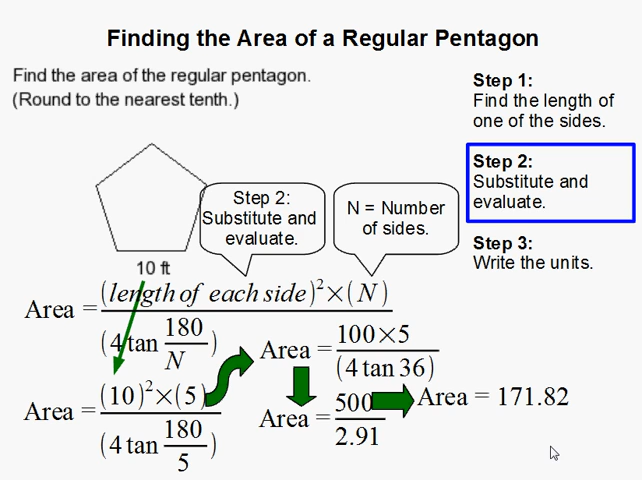 Finding the Area of a Regular Pentagon
Find the area of the regular pentagon.
(Round to the nearest tenth.)
Step 1:
Find the length of
one of the sides.
Step 2:
Substitute and
evaluate.
Step 3:
Write the units.
Step 2:
Substitute and
evaluate.
N = Number
of sides.
10 ft
Area = (length of each side)²×(N) / (4 tan 180/N)
Area = (10)²×(5) / (4 tan 180/5)
Area = 100×5 / (4 tan 36)
Area = 500 / 2.91
Area = 171.82